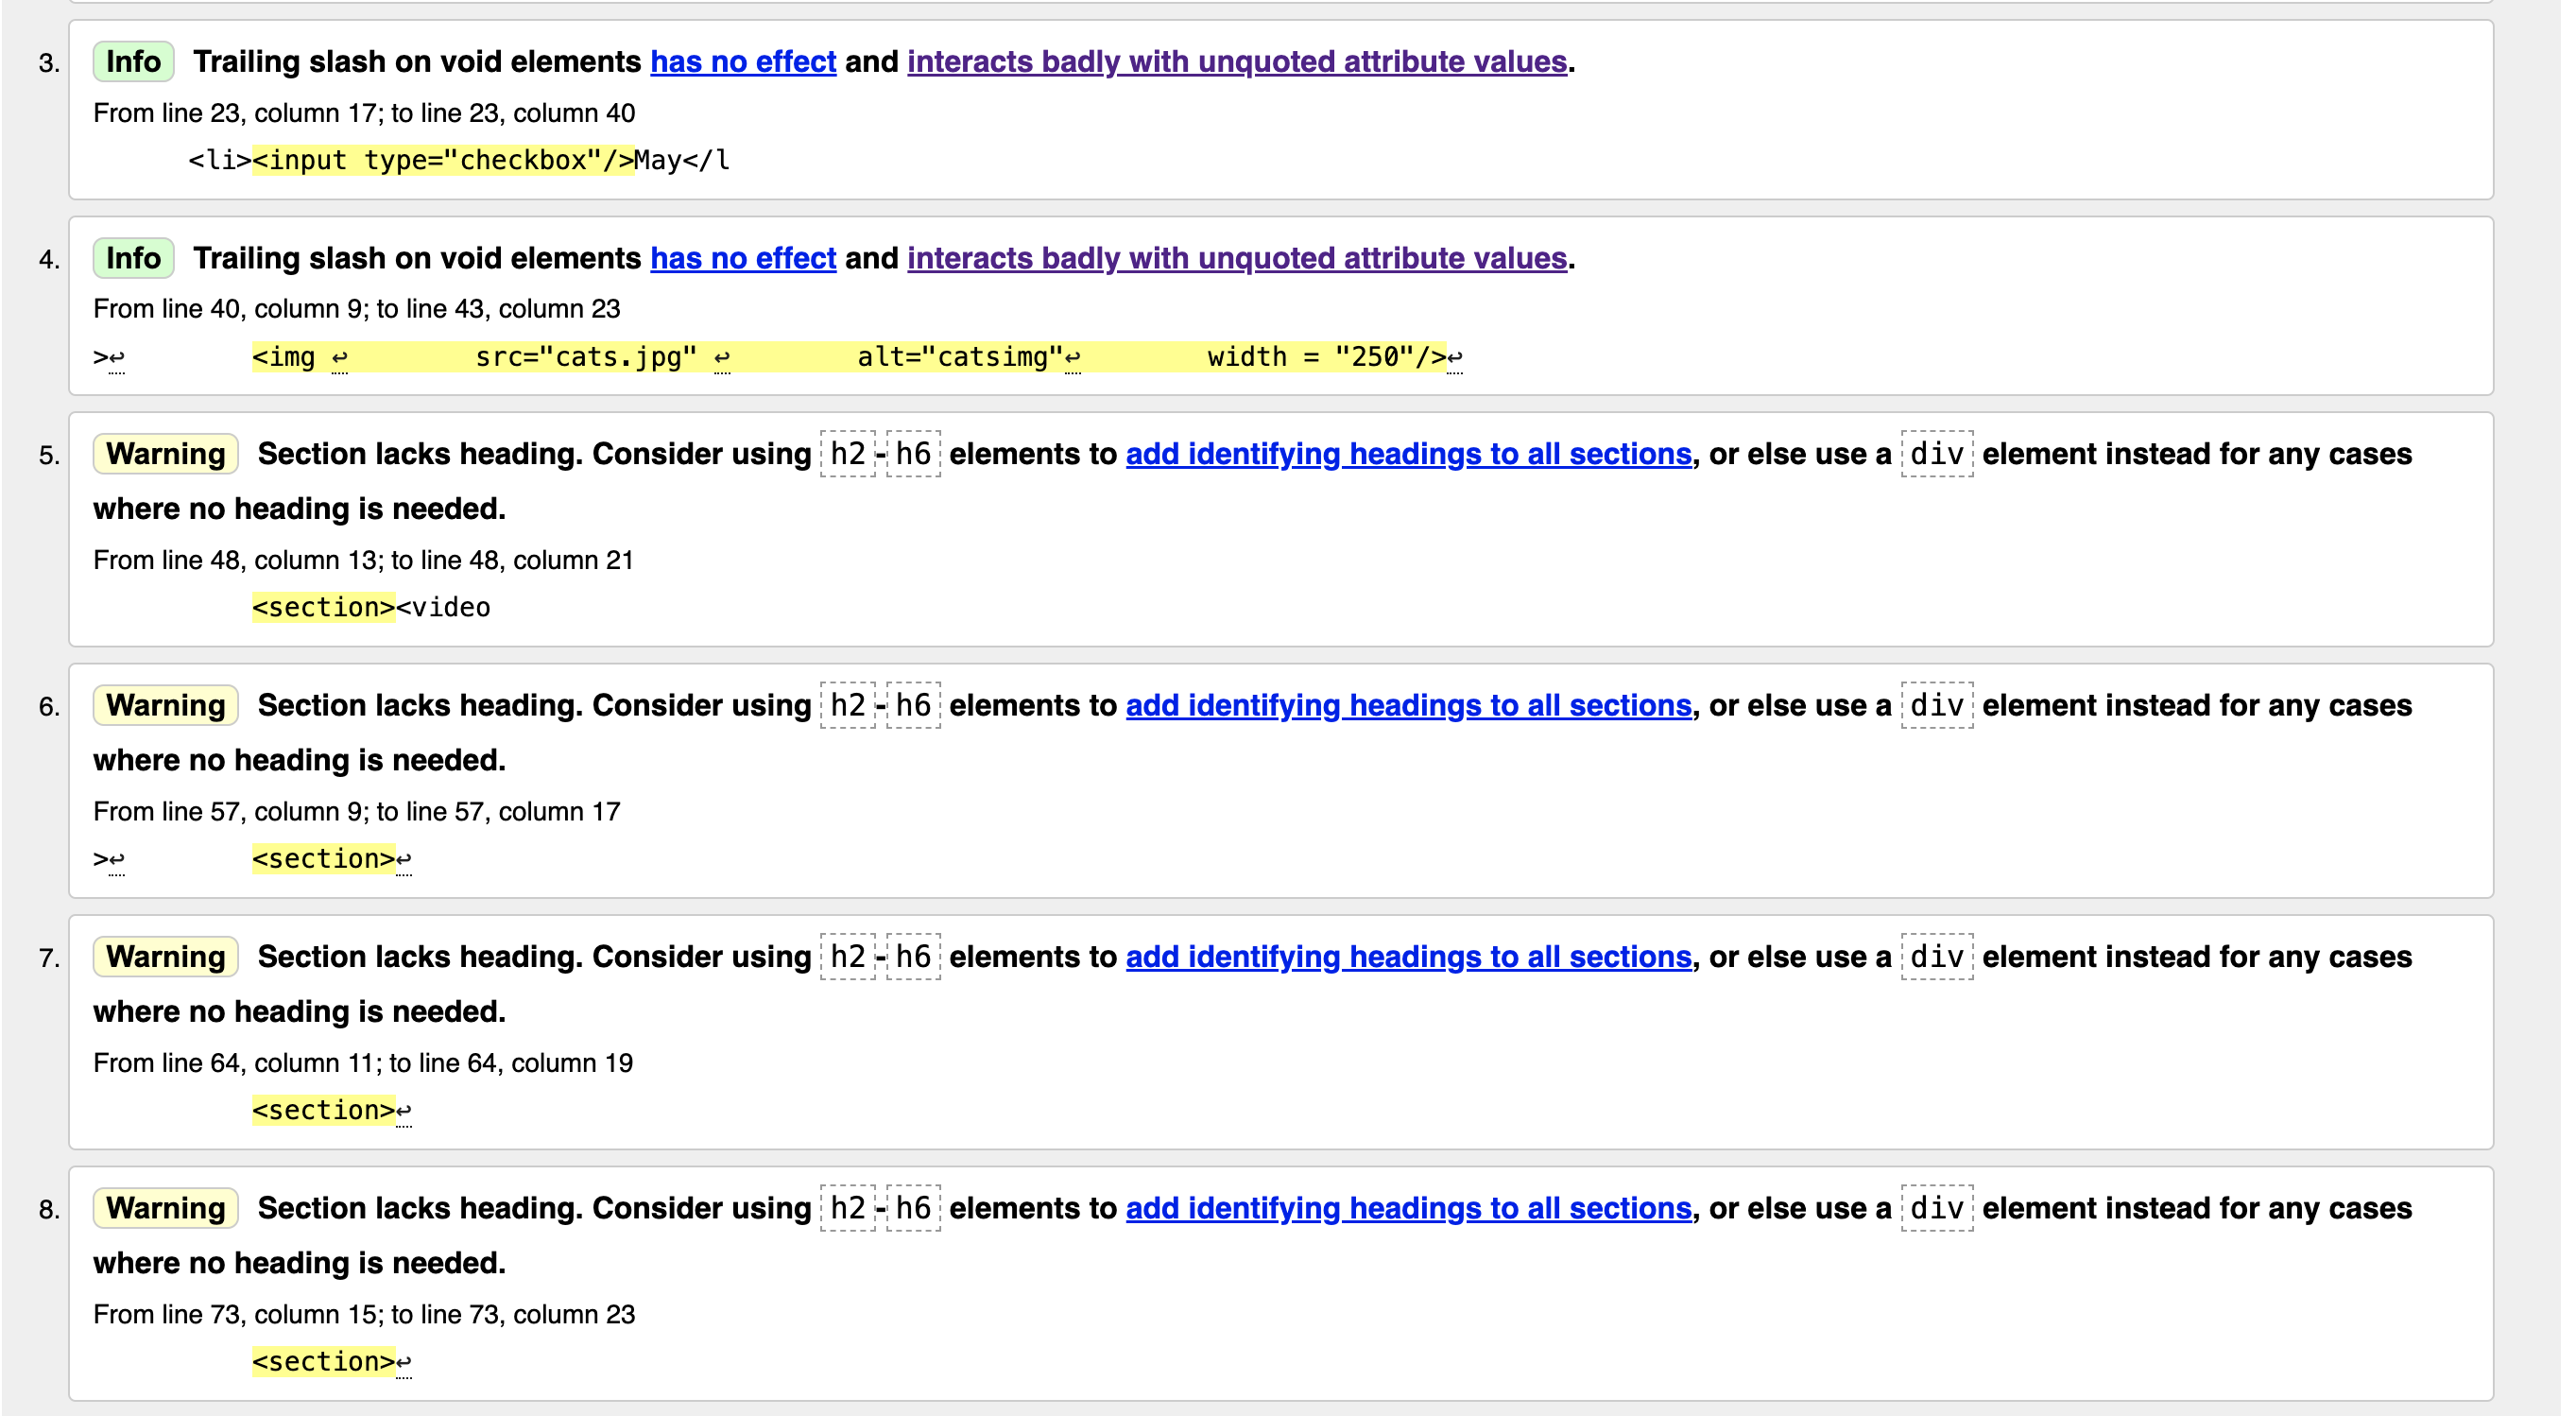 3. Info Trailing slash on void elements has no effect and interacts badly with unquoted attribute values.
From line 23, column 17; to line 23, column 40
<li><input type="checkbox"/>May</l
4. Info Trailing slash on void elements has no effect and interacts badly with unquoted attribute values.
From line 40, column 9; to line 43, column 23
>↩ <img ↩ src="cats.jpg" ↩ alt="catsimg"↩ width = "250"/>↩
5. Warning Section lacks heading. Consider using h2-h6 elements to add identifying headings to all sections, or else use a div element instead for any cases
where no heading is needed.
From line 48, column 13; to line 48, column 21
<section><video
6. Warning Section lacks heading. Consider using h2-h6 elements to add identifying headings to all sections, or else use a div element instead for any cases
where no heading is needed.
From line 57, column 9; to line 57, column 17
>↩ <section>↩
7. Warning Section lacks heading. Consider using h2-h6 elements to add identifying headings to all sections, or else use a div element instead for any cases
where no heading is needed.
From line 64, column 11; to line 64, column 19
<section>↩
8. Warning Section lacks heading. Consider using h2-h6 elements to add identifying headings to all sections, or else use a div element instead for any cases
where no heading is needed.
From line 73, column 15; to line 73, column 23
<section>↩